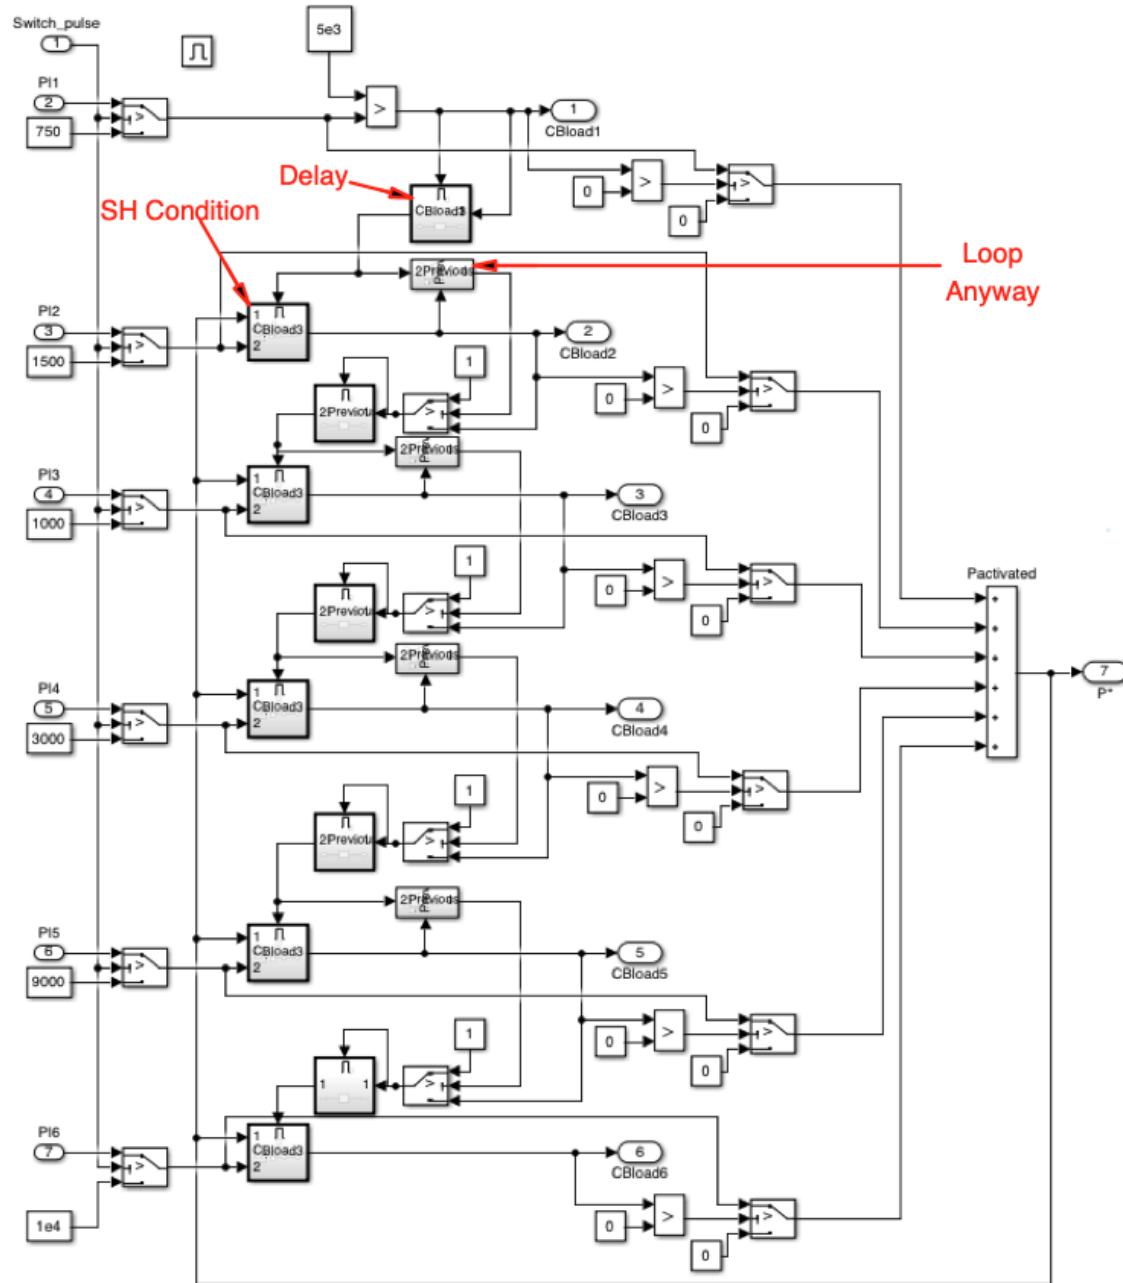 Switch_pulse
1
5e3
PI1
2
750
>
>
1
CBload1
>
0
>
0
Delay
SH Condition
CBload3
Loop
Anyway
2Previous
PI2
3
1500
>
1
2
CBload3
2
CBload2
1
>
0
>
0
2Previou
>
2Previous
PI3
4
1000
>
1
2
CBload3
3
CBload3
1
>
0
>
0
2Previou
>
2Previous
Pactivated
+
+
+
+
+
+
7
P*
PI4
5
3000
>
1
2
CBload3
4
CBload4
1
>
0
>
0
2Previou
>
2Previous
PI5
6
9000
>
1
2
CBload3
5
CBload5
1
>
0
>
0
1
1
>
PI6
7
1e4
>
1
2
CBload3
6
CBload6
>
0
>
0